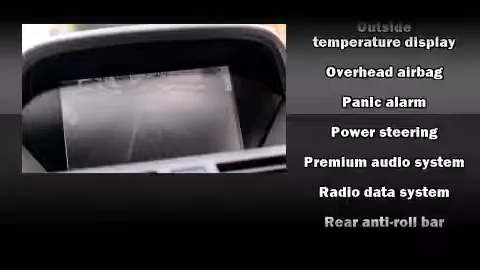 Outside
temperature display
Overhead airbag
Panic alarm
Power steering
Premium audio system
Radio data system
Rear anti-roll bar